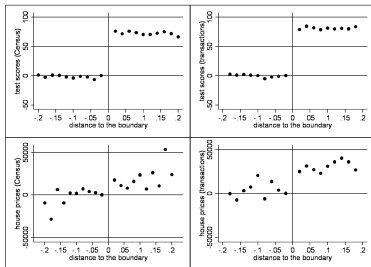 test scores (Census)
-50 0 50 100
-.2 -.15 -.1 -.05 0 .05 .1 .15 .2
distance to the boundary
test scores (transactions)
-50 0 50 100
-.2 -.15 -.1 -.05 0 .05 .1 .15 .2
distance to the boundary
house prices (Census)
-50000 0 50000
-.2 -.15 -.1 -.05 0 .05 .1 .15 .2
distance to the boundary
house prices (transactions)
-50000 0 50000
-.2 -.15 -.1 -.05 0 .05 .1 .15 .2
distance to the boundary